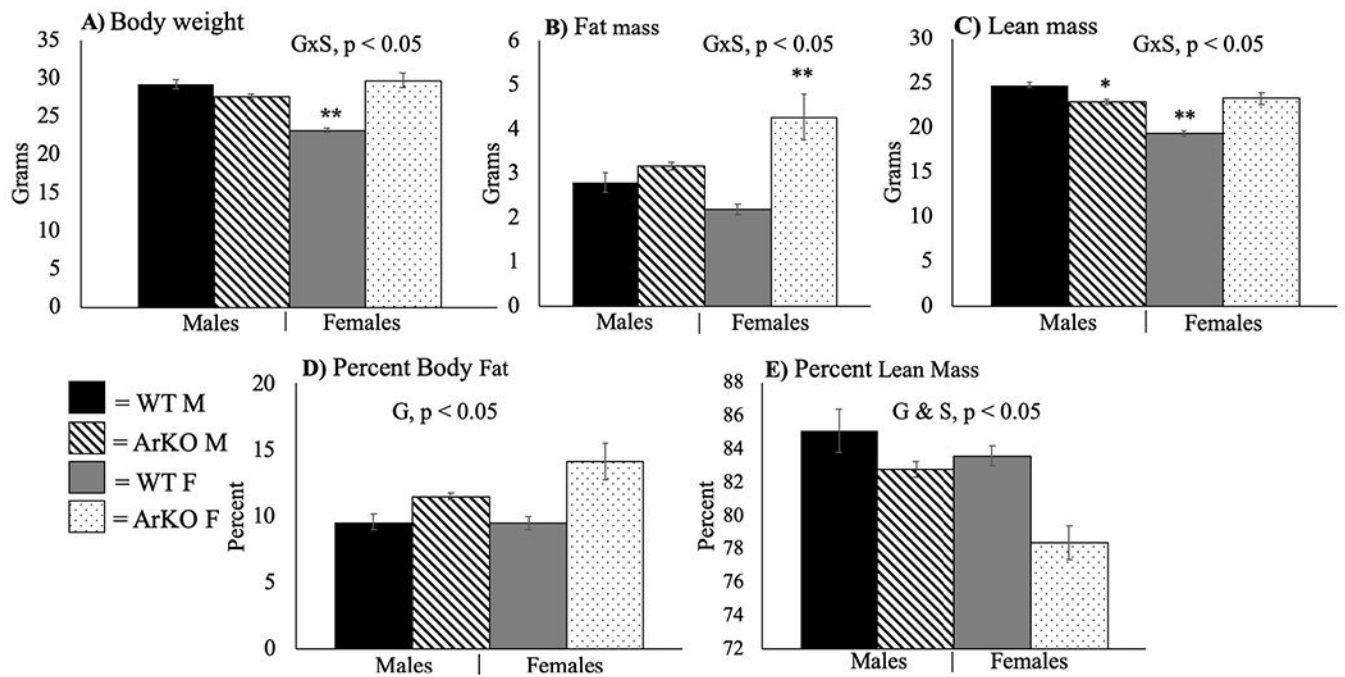 A) Body weight
GxS, p < 0.05
35
30
25
20
15
10
5
0
Grams
**
Males | Females
B) Fat mass
GxS, p < 0.05
6
5
4
3
2
1
0
Grams
**
Males | Females
C) Lean mass
GxS, p < 0.05
30
25
20
15
10
5
0
Grams
*
**
Males | Females
= WT M
= ArKO M
= WT F
= ArKO F
D) Percent Body Fat
G, p < 0.05
20
15
10
5
0
Percent
Males | Females
E) Percent Lean Mass
G & S, p < 0.05
88
86
84
82
80
78
76
74
72
Percent
Males | Females